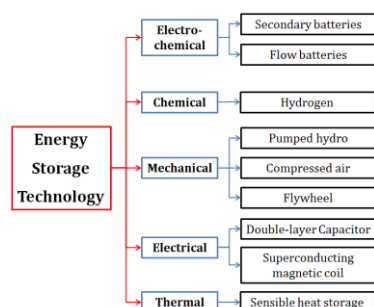 Energy
Storage
Technology
Electro-
chemical
Secondary batteries
Flow batteries
Chemical
Hydrogen
Mechanical
Pumped hydro
Compressed air
Flywheel
Electrical
Double-layer Capacitor
Superconducting
magnetic coil
Thermal
Sensible heat storage